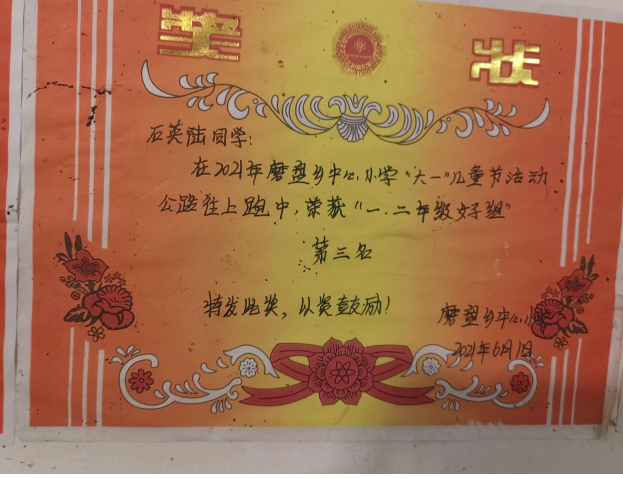 奖状
石英陆同学:
在2021年磨盘乡中心小学“六一”儿童节活动
公路往上跑中,荣获“一、二年级女子组”
第三名
特发此奖,以资鼓励!
磨盘乡中心小学
2021年6月1日